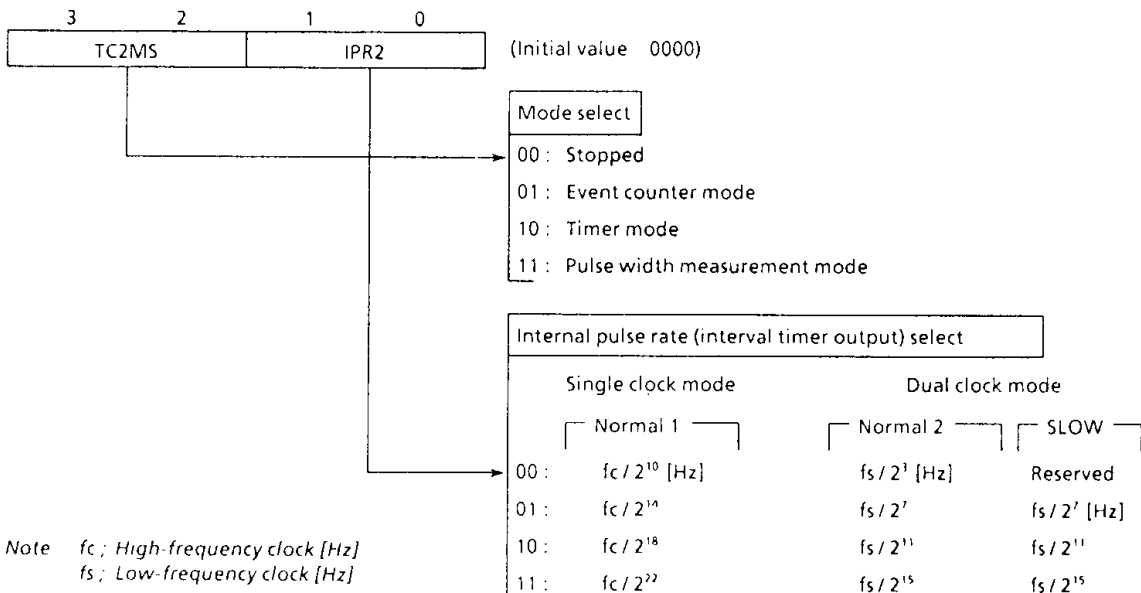 3 2 1 0
TC2MS IPR2 (Initial value 0000)
Mode select
00 : Stopped
01 : Event counter mode
10 : Timer mode
11 : Pulse width measurement mode
Internal pulse rate (interval timer output) select
Single clock mode Dual clock mode
Normal 1 Normal 2 SLOW
00 : fc / 2¹⁰ [Hz] fs / 2³ [Hz] Reserved
01 : fc / 2¹⁴ fs / 2⁷ fs / 2⁷ [Hz]
10 : fc / 2¹⁸ fs / 2¹¹ fs / 2¹¹
11 : fc / 2²² fs / 2¹⁵ fs / 2¹⁵
Note fc ; High-frequency clock [Hz]
fs ; Low-frequency clock [Hz]